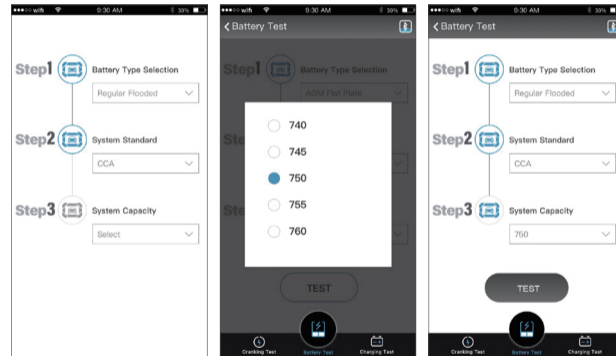 ●●●○○ wifh 9:30 AM 30%
Step1
Battery Type Selection
Regular Flooded
Step2
System Standard
CCA
Step3
System Capacity
Select
●●●○○ wifh 9:30 AM 30%
Battery Test
Step1
Battery Type Selection
AGM Flat Plate
740
745
750
755
760
TEST
Cranking Test
Battery Test
Charging Test
●●●○○ wifh 9:30 AM 30%
Battery Test
Step1
Battery Type Selection
Regular Flooded
Step2
System Standard
CCA
Step3
System Capacity
750
TEST
Cranking Test
Battery Test
Charging Test